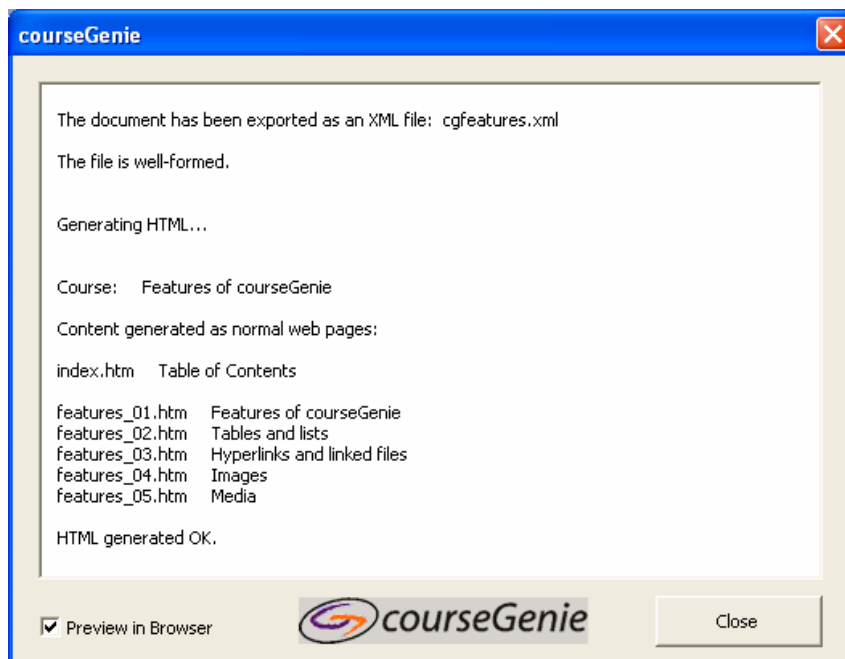 courseGenie
The document has been exported as an XML file: cgfeatures.xml
The file is well-formed.
Generating HTML...
Course: Features of courseGenie
Content generated as normal web pages:
index.htm Table of Contents
features_01.htm Features of courseGenie
features_02.htm Tables and lists
features_03.htm Hyperlinks and linked files
features_04.htm Images
features_05.htm Media
HTML generated OK.
Preview in Browser
courseGenie
Close